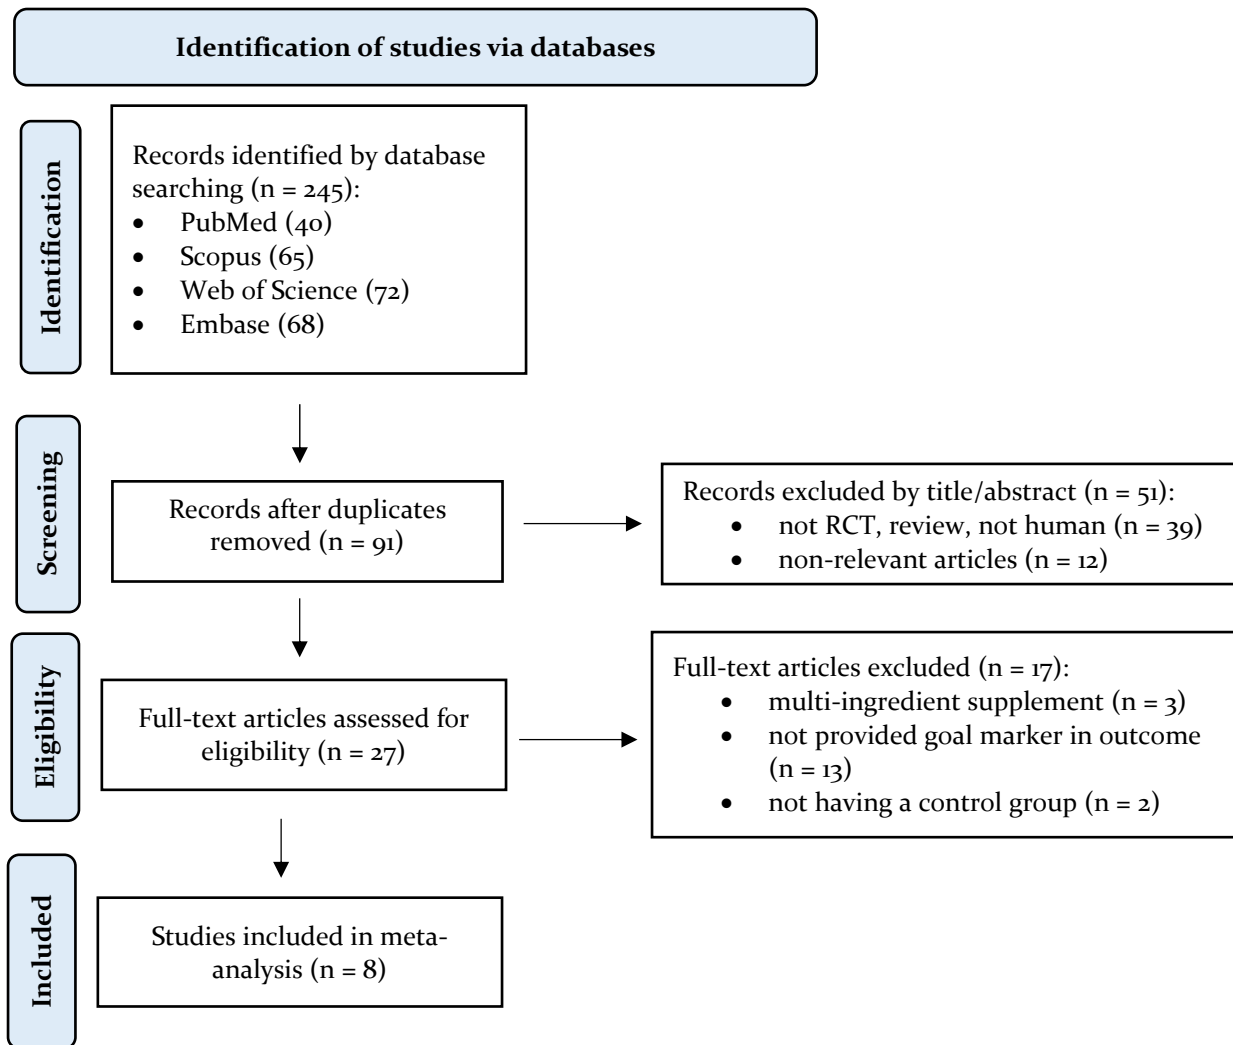 Identification of studies via databases
Identification
Records identified by database
searching (n = 245):
• PubMed (40)
• Scopus (65)
• Web of Science (72)
• Embase (68)
Screening
Records after duplicates
removed (n = 91)
Records excluded by title/abstract (n = 51):
• not RCT, review, not human (n = 39)
• non-relevant articles (n = 12)
Eligibility
Full-text articles assessed for
eligibility (n = 27)
Full-text articles excluded (n = 17):
• multi-ingredient supplement (n = 3)
• not provided goal marker in outcome
(n = 13)
• not having a control group (n = 2)
Included
Studies included in meta-
analysis (n = 8)